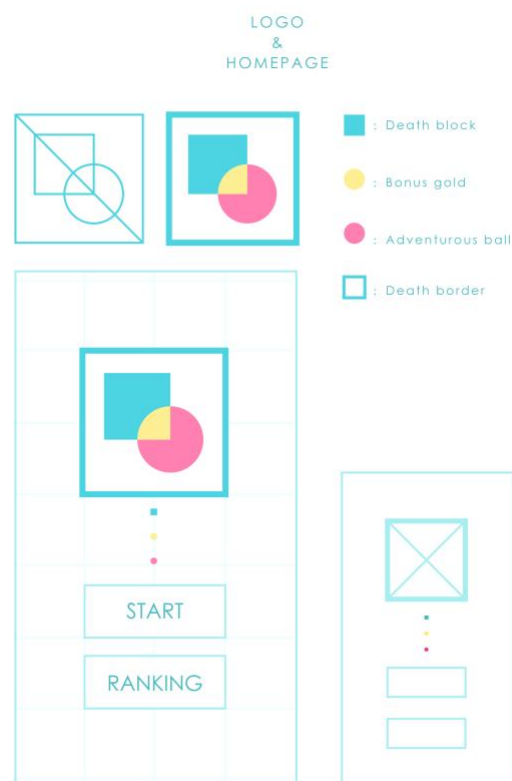 LOGO
&
HOMEPAGE
: Death block
: Bonus gold
: Adventurous ball
: Death border
START
RANKING